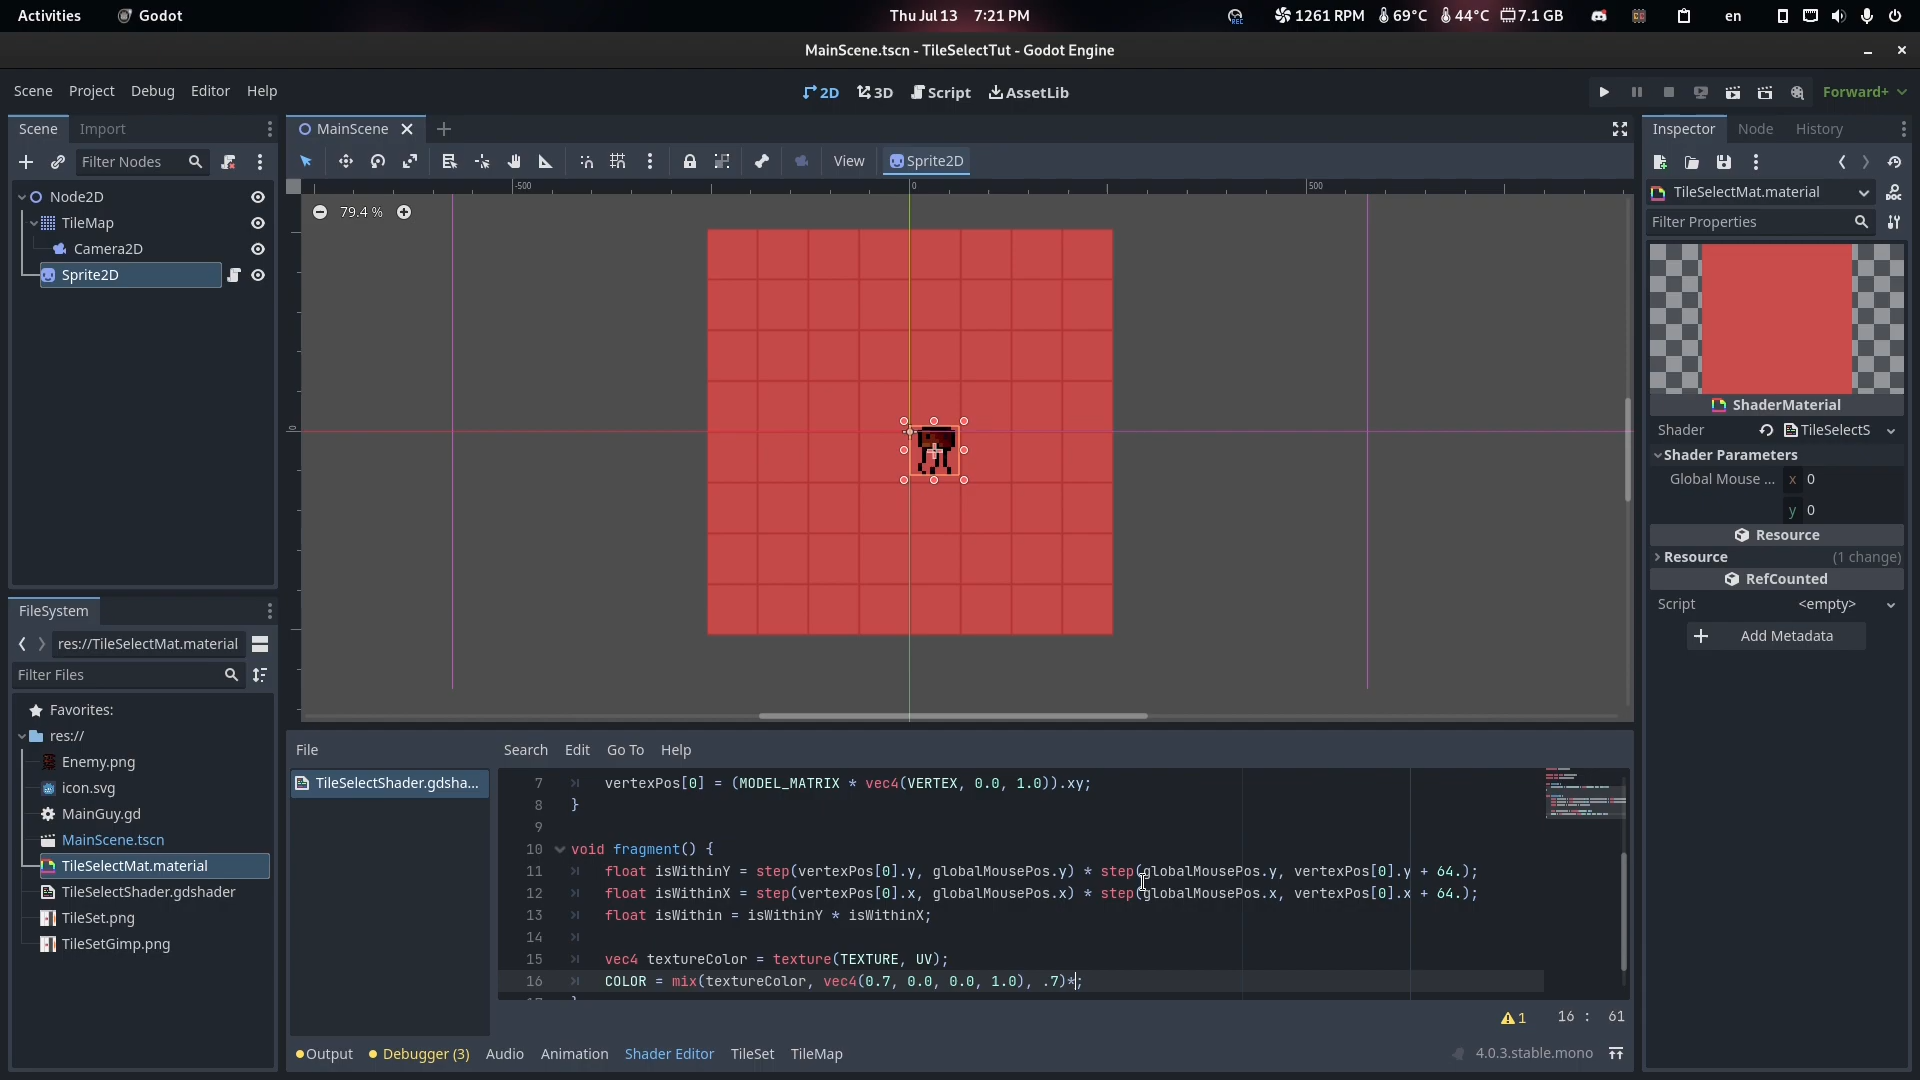 Activities
Godot
Thu Jul 13 7:21 PM
1261 RPM 69°C 44°C 7.1 GB
en
MainScene.tscn - TileSelectTut - Godot Engine
Scene Project Debug Editor Help
2D 3D Script AssetLib
Forward+
Scene Import
Filter Nodes
Node2D
TileMap
Camera2D
Sprite2D
FileSystem
res://TileSelectMat.material
Filter Files
Favorites:
res://
Enemy.png
icon.svg
MainGuy.gd
MainScene.tscn
TileSelectMat.material
TileSelectShader.gdshader
TileSet.png
TileSetGimp.png
MainScene
View
Sprite2D
-500 0 500
79.4 %
0
File
Search Edit Go To Help
TileSelectShader.gdsha...
7 vertexPos[0] = (MODEL_MATRIX * vec4(VERTEX, 0.0, 1.0)).xy;
8 }
9
10 void fragment() {
11 float isWithinY = step(vertexPos[0].y, globalMousePos.y) * step(globalMousePos.y, vertexPos[0].y + 64.);
12 float isWithinX = step(vertexPos[0].x, globalMousePos.x) * step(globalMousePos.x, vertexPos[0].x + 64.);
13 float isWithin = isWithinY * isWithinX;
14
15 vec4 textureColor = texture(TEXTURE, UV);
16 COLOR = mix(textureColor, vec4(0.7, 0.0, 0.0, 1.0), .7)*;
1
16 : 61
Output Debugger (3) Audio Animation Shader Editor TileSet TileMap
4.0.3.stable.mono
Inspector Node History
TileSelectMat.material
Filter Properties
ShaderMaterial
Shader TileSelectS
Shader Parameters
Global Mouse ... x 0
y 0
Resource
Resource (1 change)
RefCounted
Script <empty>
Add Metadata